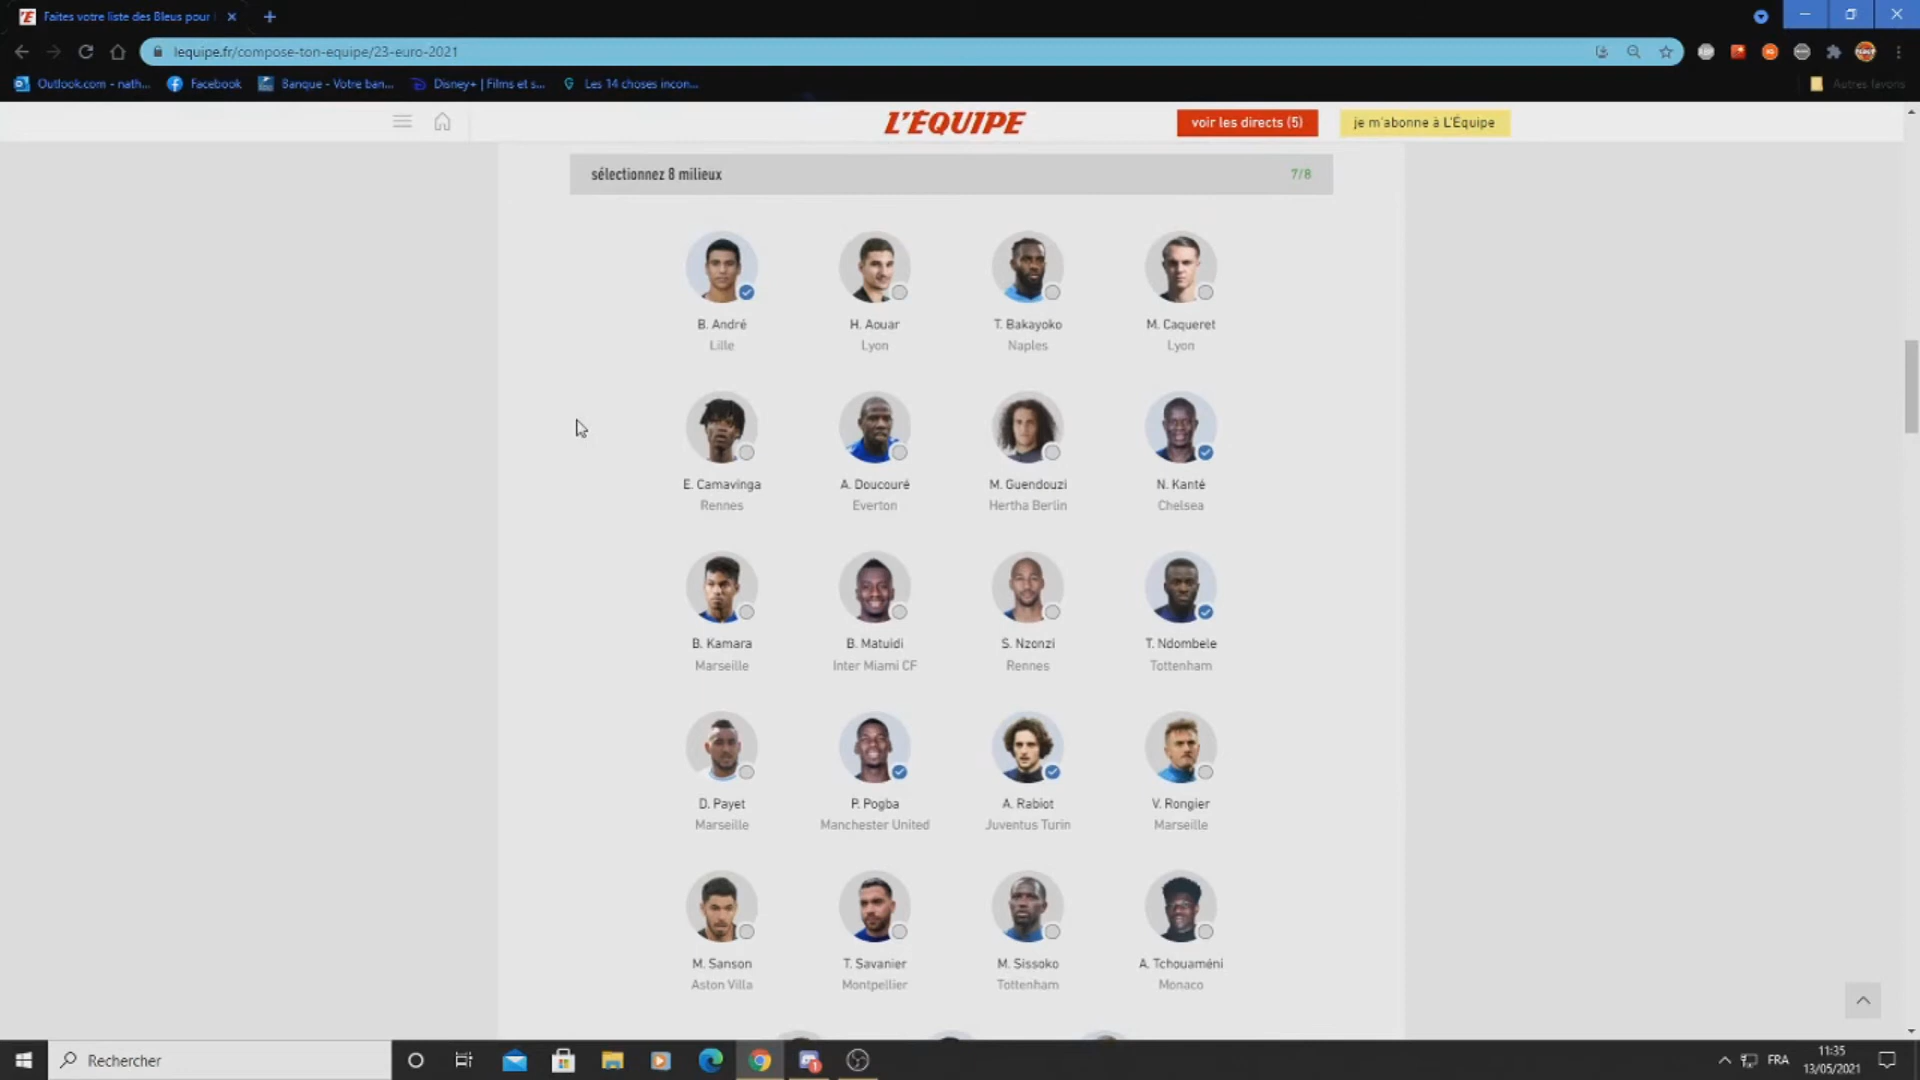 Faites votre liste des Bleus pour
lequipe.fr/compose-ton-equipe/23-euro-2021
Outlook.com - nath... Facebook Banque - Votre ban... Disney+ | Films et s... Les 14 choses incon... Autres favoris
L'ÉQUIPE voir les directs (5) je m'abonne à L'Équipe
sélectionnez 8 milieux 7/8
B. André H. Aouar T. Bakayoko M. Caqueret
Lille Lyon Naples Lyon
E. Camavinga A. Doucouré M. Guendouzi N. Kanté
Rennes Everton Hertha Berlin Chelsea
B. Kamara B. Matuidi S. Nzonzi T. Ndombele
Marseille Inter Miami CF Rennes Tottenham
D. Payet P. Pogba A. Rabiot V. Rongier
Marseille Manchester United Juventus Turin Marseille
M. Sanson T. Savanier M. Sissoko A. Tchouaméni
Aston Villa Montpellier Tottenham Monaco
Rechercher 1 FRA 11:35
13/05/2021